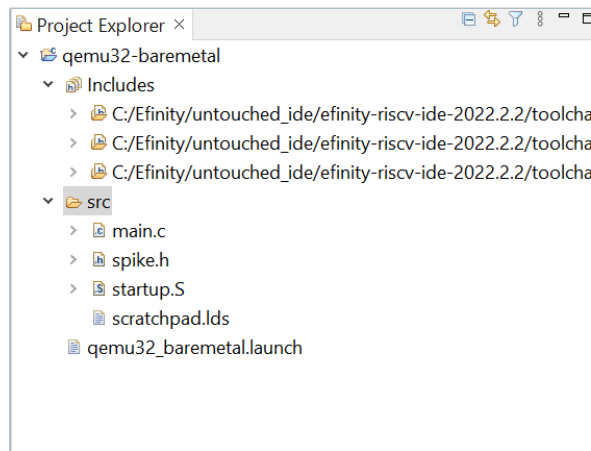 Project Explorer
qemu32-baremetal
Includes
C:/Efinity/untouched_ide/efinity-riscv-ide-2022.2.2/toolcha
C:/Efinity/untouched_ide/efinity-riscv-ide-2022.2.2/toolcha
C:/Efinity/untouched_ide/efinity-riscv-ide-2022.2.2/toolcha
src
main.c
spike.h
startup.S
scratchpad.lds
qemu32_baremetal.launch